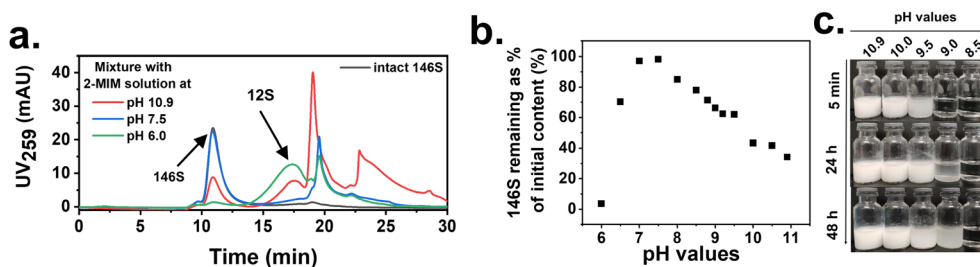 a.
UV259 (mAU)
50
40
30
20
10
0
Mixture with
2-MIM solution at
pH 10.9
pH 7.5
pH 6.0
intact 146S
12S
146S
0 5 10 15 20 25 30
Time (min)
b.
146S remaining as %
of initial content (%)
120
100
80
60
40
20
0
6 7 8 9 10 11
pH values
c.
pH values
10.9 10.0 9.5 9.0 8.5
5 min
24 h
48 h